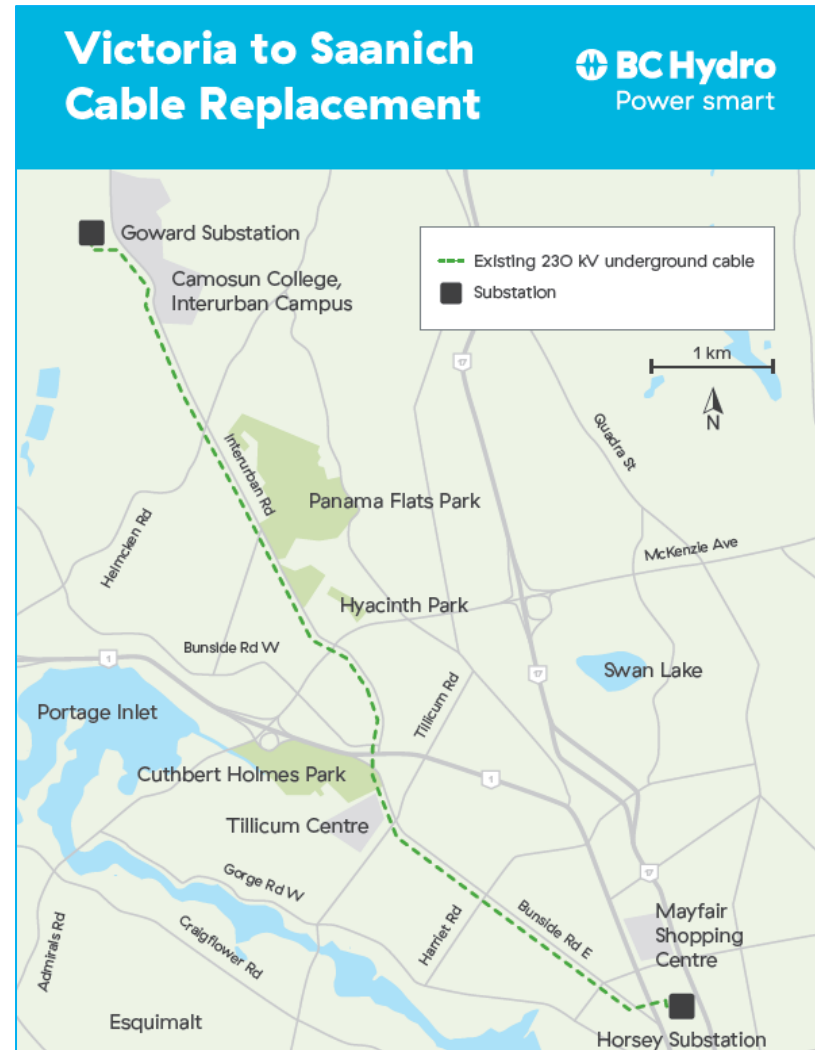 Victoria to Saanich
Cable Replacement
BC Hydro
Power smart
Goward Substation
Camosun College,
Interurban Campus
Existing 230 kV underground cable
Substation
1 km
N
17
Quadra St
Interurban Rd
Panama Flats Park
Helmcken Rd
McKenzie Ave
Hyacinth Park
Bunside Rd W
1
17
Swan Lake
Tillicum Rd
Portage Inlet
Cuthbert Holmes Park
1
Tillicum Centre
Gorge Rd W
17
Craigflower Rd
Admirals Rd
Harriet Rd
Bunside Rd E
Mayfair
Shopping
Centre
Esquimalt
Horsey Substation